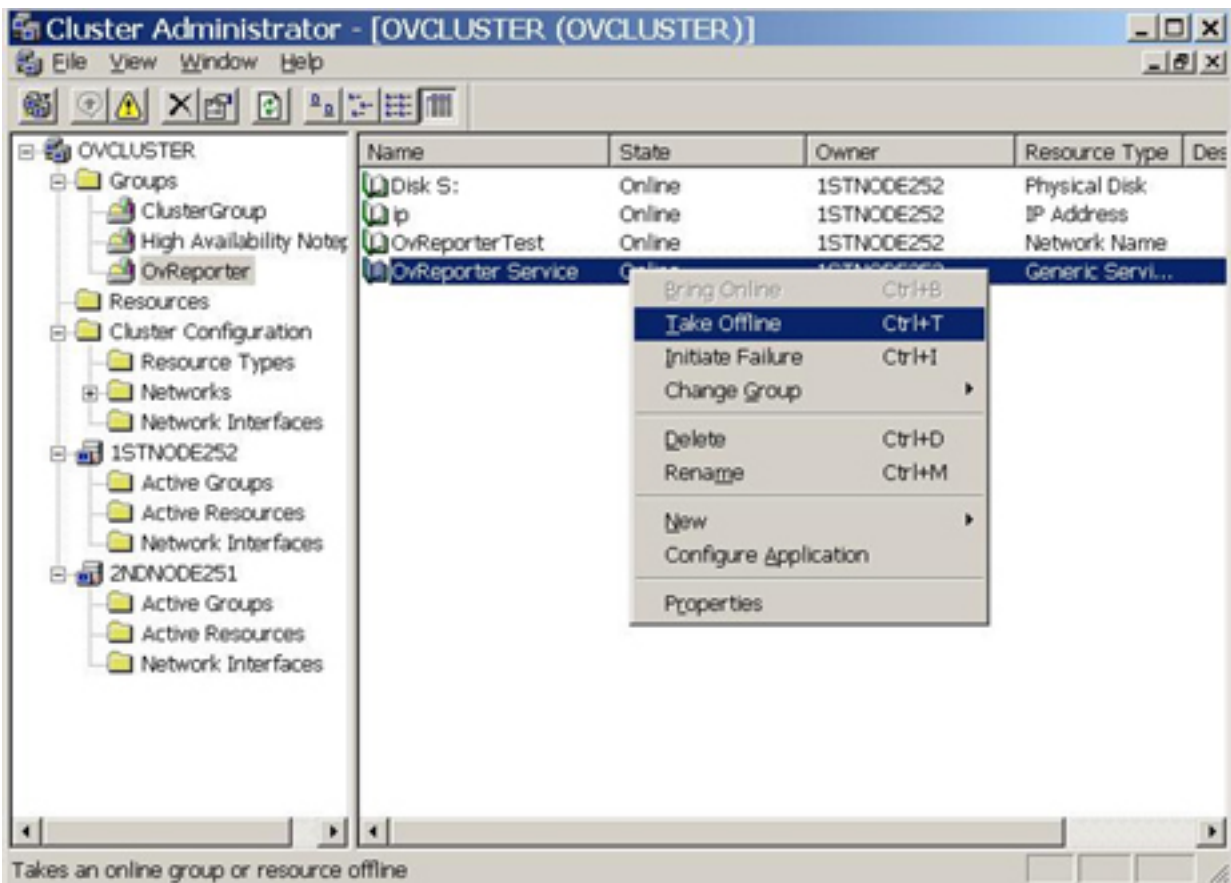 Cluster Administrator - [OVCLUSTER (OVCLUSTER)]
File View Window Help
OVCLUSTER
Groups
ClusterGroup
High Availability Notep
OvReporter
Resources
Cluster Configuration
Resource Types
Networks
Network Interfaces
1STNODE252
Active Groups
Active Resources
Network Interfaces
2NDNODE251
Active Groups
Active Resources
Network Interfaces
Name State Owner Resource Type Des
Disk S: Online 1STNODE252 Physical Disk
ip Online 1STNODE252 IP Address
OvReporterTest Online 1STNODE252 Network Name
OvReporter Service Online 1STNODE252 Generic Servi...
Bring Online Ctrl+B
Take Offline Ctrl+T
Initiate Failure Ctrl+I
Change Group
Delete Ctrl+D
Rename Ctrl+M
New
Configure Application
Properties
Takes an online group or resource offline